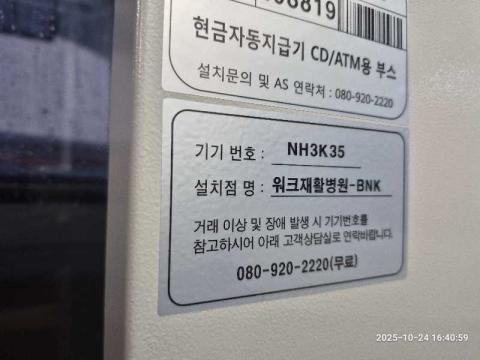 08819
현금자동지급기 CD/ATM용 부스
설치문의 및 AS 연락처 : 080-920-2220
기기 번호 : NH3K35
설치점 명 : 워크재활병원-BNK
거래 이상 및 장애 발생 시 기기번호를
참고하시어 아래 고객상담실로 연락바랍니다.
080-920-2220(무료)
2025-10-24 16:40:59